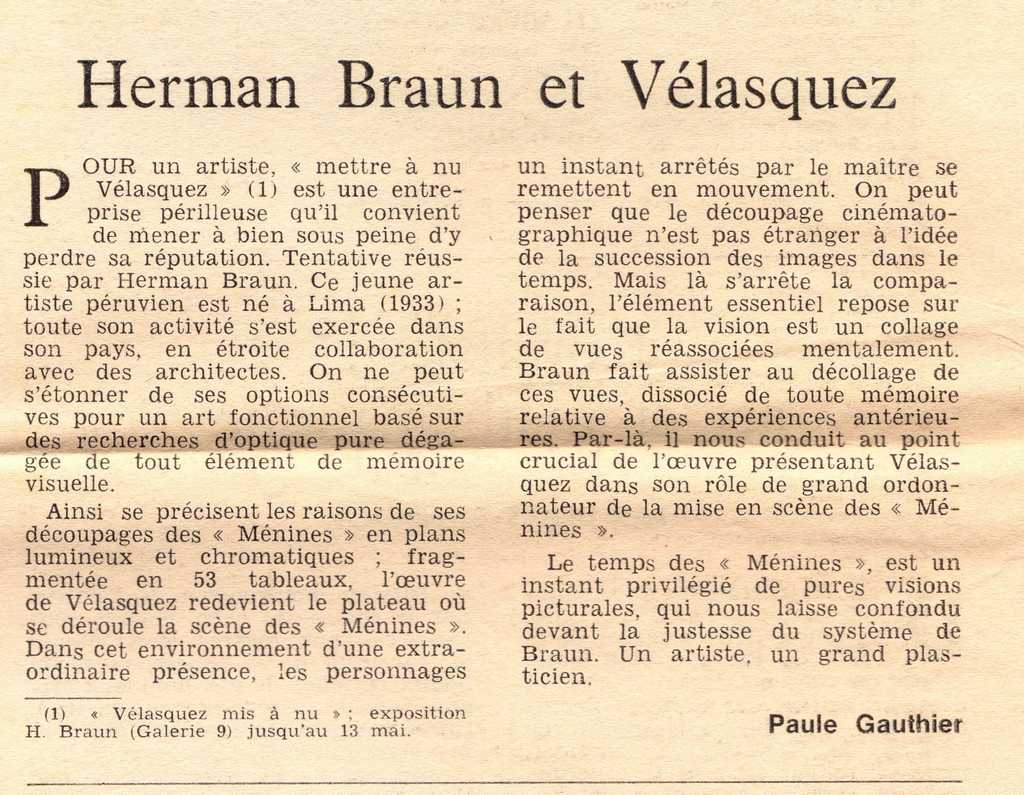 Herman Braun et Vélasquez
POUR un artiste, « mettre à nu
Vélasquez » (1) est une entre-
prise périlleuse qu'il convient
de mener à bien sous peine d'y
perdre sa réputation. Tentative réus-
sie par Herman Braun. Ce jeune ar-
tiste péruvien est né à Lima (1933) ;
toute son activité s'est exercée dans
son pays, en étroite collaboration
avec des architectes. On ne peut
s'étonner de ses options consécuti-
ves pour un art fonctionnel basé sur
des recherches d'optique pure déga-
gée de tout élément de mémoire
visuelle.
Ainsi se précisent les raisons de ses
découpages des « Ménines » en plans
lumineux et chromatiques ; frag-
mentée en 53 tableaux, l'œuvre
de Vélasquez redevient le plateau où
se déroule la scène des « Ménines ».
Dans cet environnement d'une extra-
ordinaire présence, les personnages
(1) « Vélasquez mis à nu » ; exposition
H. Braun (Galerie 9) jusqu'au 13 mai.
un instant arrêtés par le maître se
remettent en mouvement. On peut
penser que le découpage cinémato-
graphique n'est pas étranger à l'idée
de la succession des images dans le
temps. Mais là s'arrête la compa-
raison, l'élément essentiel repose sur
le fait que la vision est un collage
de vues réassociées mentalement.
Braun fait assister au décollage de
ces vues, dissocié de toute mémoire
relative à des expériences antérieu-
res. Par-là, il nous conduit au point
crucial de l'œuvre présentant Vélas-
quez dans son rôle de grand ordon-
nateur de la mise en scène des « Mé-
nines ».
Le temps des « Ménines », est un
instant privilégié de pures visions
picturales, qui nous laisse confondu
devant la justesse du système de
Braun. Un artiste, un grand plas-
ticien.
Paule Gauthier